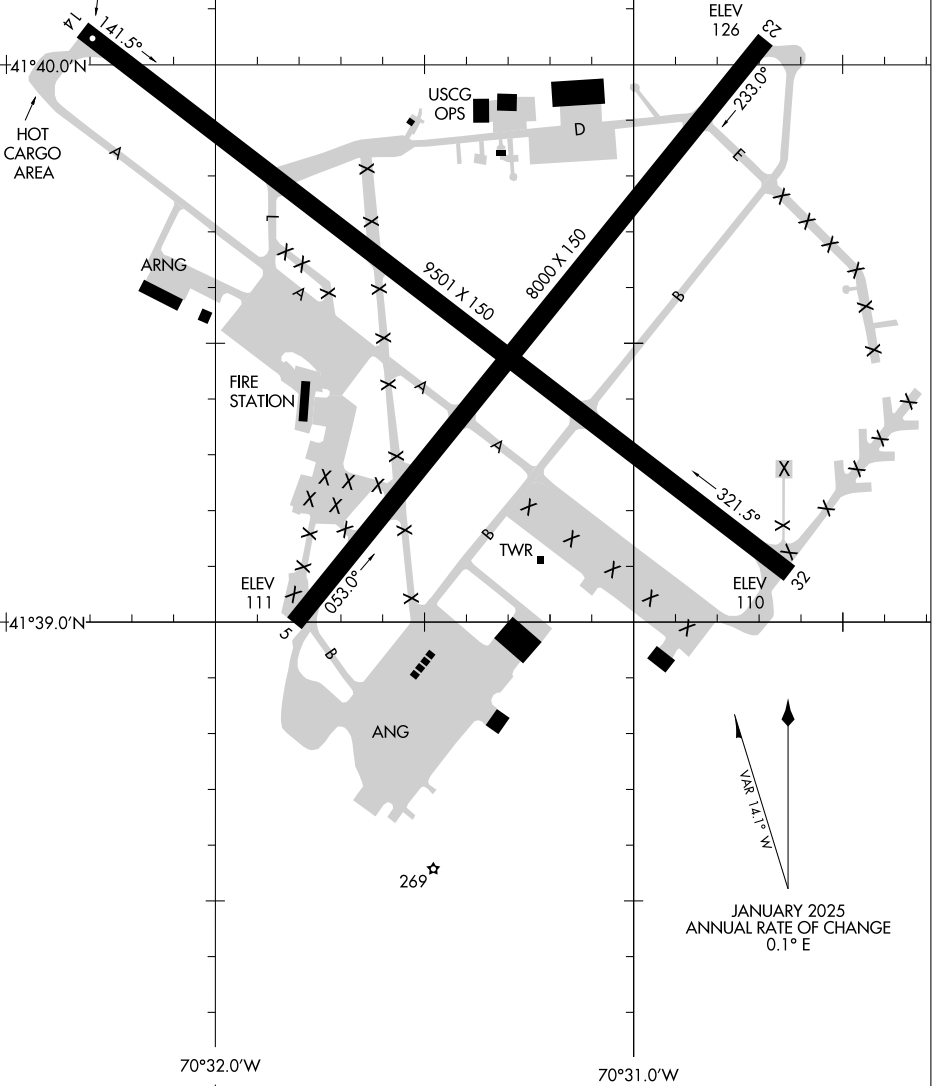 14
141.5°
ELEV
126
23
41°40.0'N
233.0°
USCG
OPS
D
HOT
CARGO
AREA
A
E
L
ARNG
A
9501 X 150
8000 X 150
B
FIRE
STATION
A
A
X
321.5°
B
TWR
ELEV
111
053.0°
ELEV
110
32
41°39.0'N
5
B
ANG
VAR 14.1° W
269
JANUARY 2025
ANNUAL RATE OF CHANGE
0.1° E
70°32.0'W
70°31.0'W